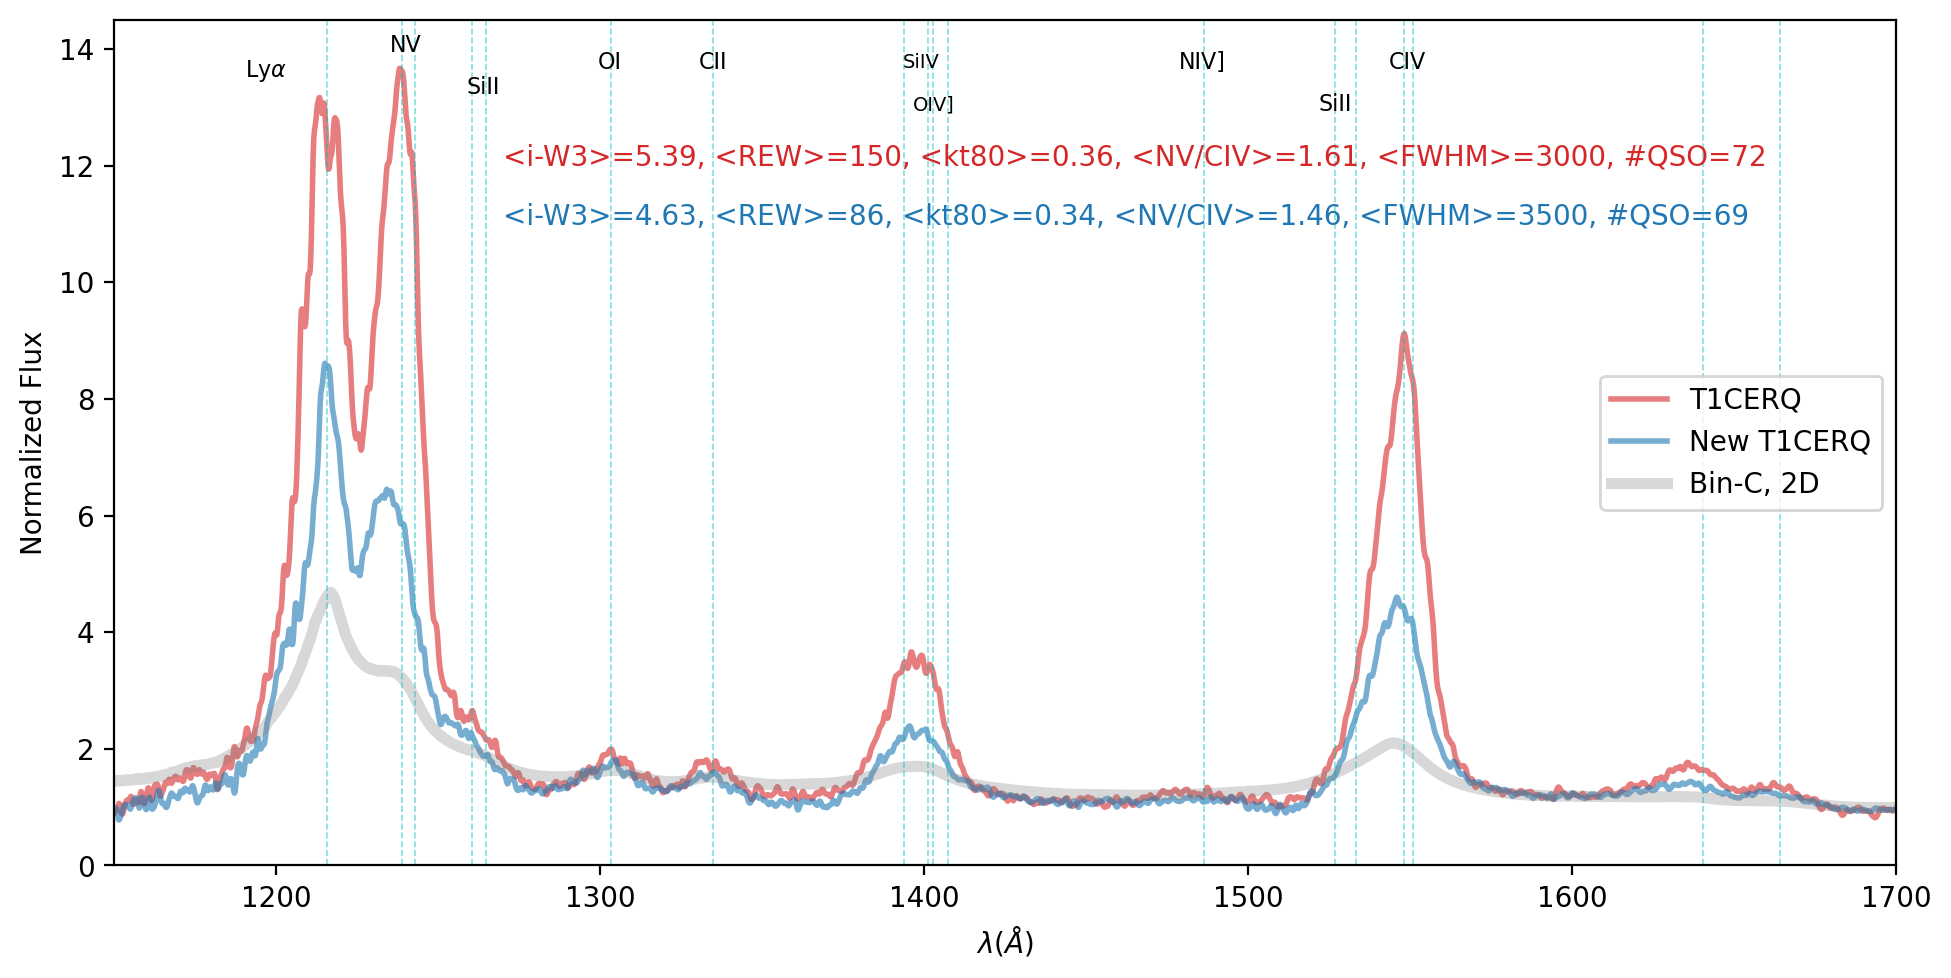 Lyα
NV
SiII
OI
CII
SiIV
OIV]
NIV]
SiII
CIV
<i-W3>=5.39, <REW>=150, <kt80>=0.36, <NV/CIV>=1.61, <FWHM>=3000, #QSO=72
<i-W3>=4.63, <REW>=86, <kt80>=0.34, <NV/CIV>=1.46, <FWHM>=3500, #QSO=69
T1CERQ
New T1CERQ
Bin-C, 2D
Normalized Flux
14
12
10
8
6
4
2
0
1200 1300 1400 1500 1600 1700
λ(Å)